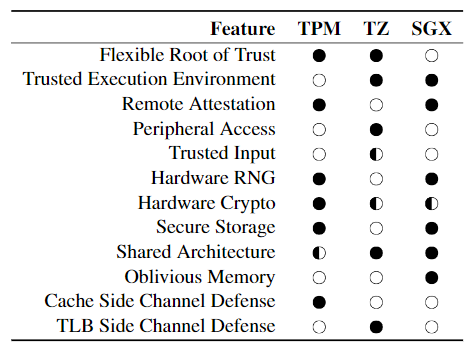 Feature TPM TZ SGX
Flexible Root of Trust ● ● ○
Trusted Execution Environment ○ ● ●
Remote Attestation ● ○ ●
Peripheral Access ○ ● ○
Trusted Input ○ ◐ ○
Hardware RNG ● ○ ●
Hardware Crypto ● ◐ ◐
Secure Storage ● ○ ●
Shared Architecture ◐ ● ●
Oblivious Memory ○ ○ ●
Cache Side Channel Defense ● ○ ○
TLB Side Channel Defense ○ ● ○